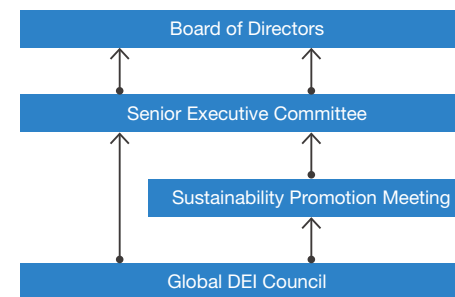 Board of Directors
Senior Executive Committee
Sustainability Promotion Meeting
Global DEI Council